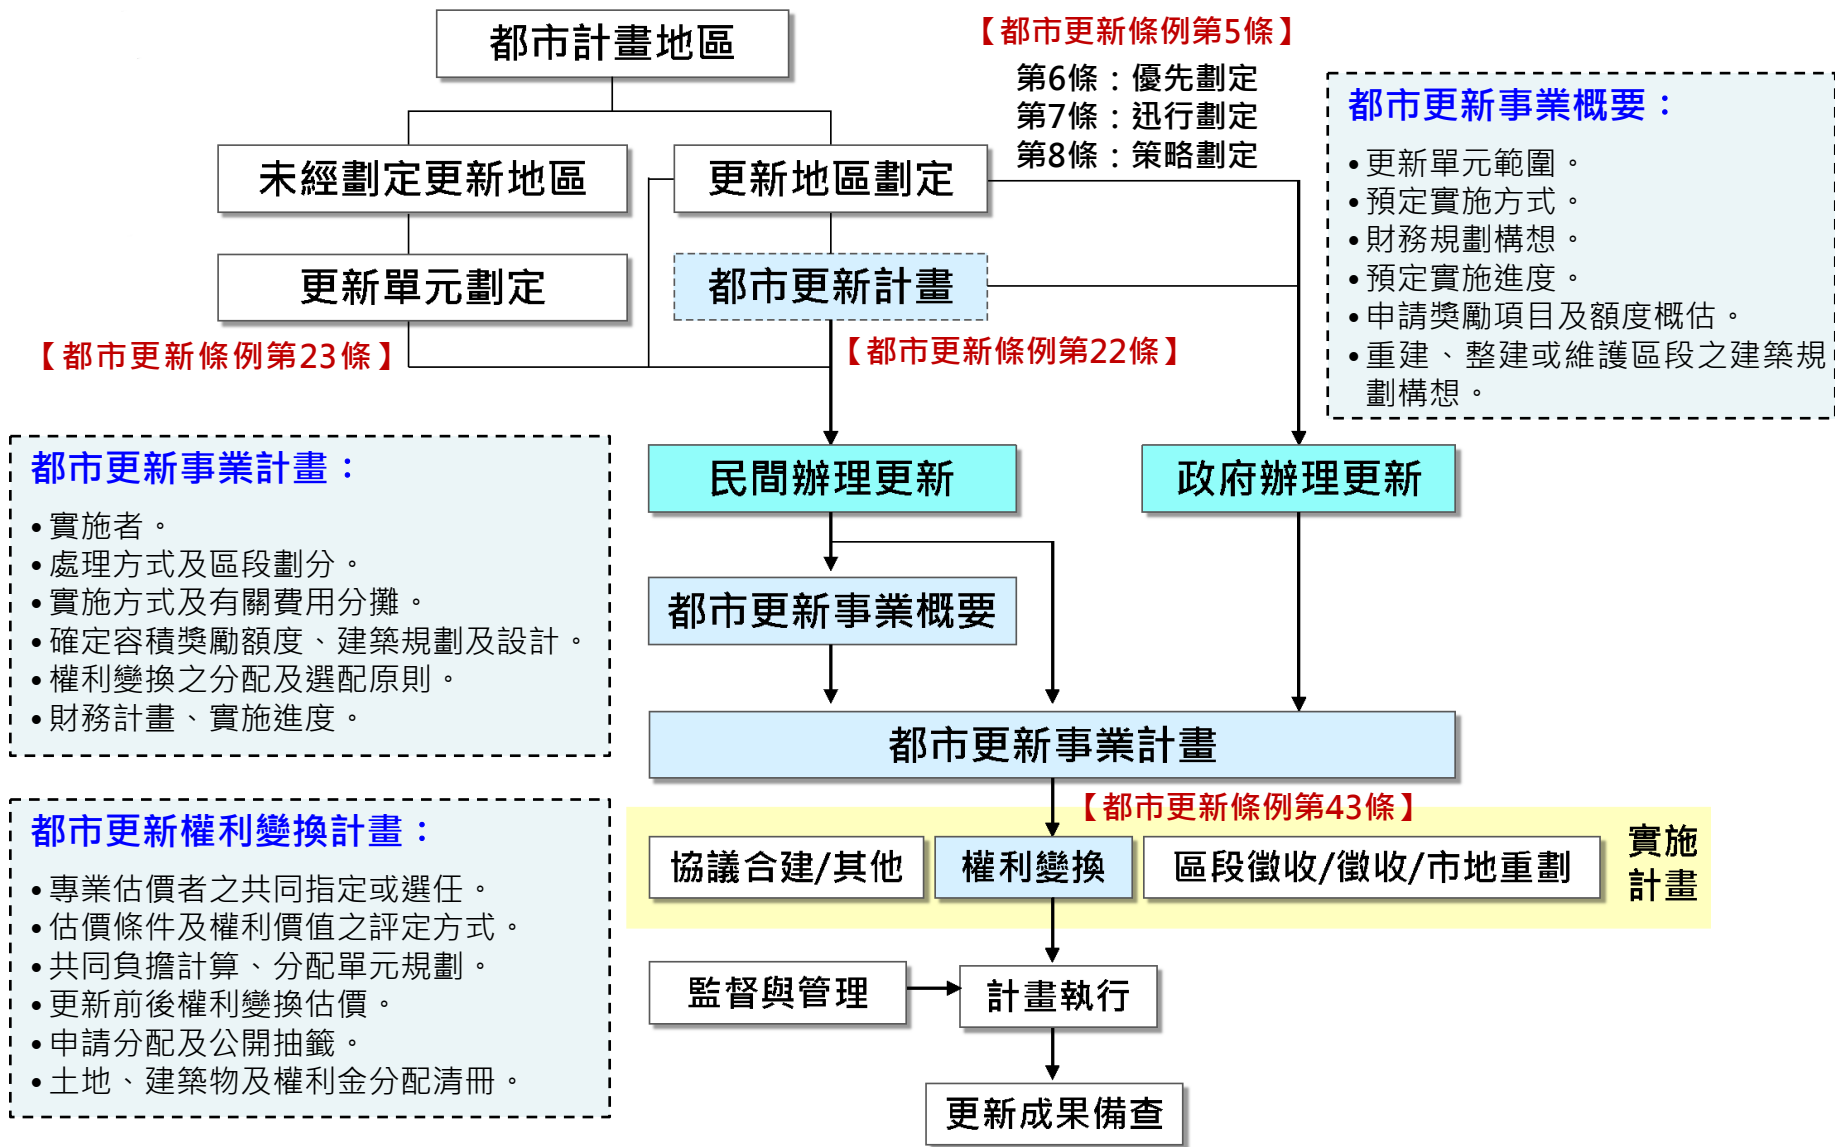 都市計畫地區
【都市更新條例第5條】
第6條：優先劃定
第7條：迅行劃定
第8條：策略劃定
未經劃定更新地區
更新地區劃定
更新單元劃定
都市更新計畫
【都市更新條例第23條】
【都市更新條例第22條】
都市更新事業概要：
•更新單元範圍。
•預定實施方式。
•財務規劃構想。
•預定實施進度。
•申請獎勵項目及額度概估。
•重建、整建或維護區段之建築規
劃構想。
民間辦理更新
政府辦理更新
都市更新事業概要
都市更新事業計畫
都市更新事業計畫：
•實施者。
•處理方式及區段劃分。
•實施方式及有關費用分攤。
•確定容積獎勵額度、建築規劃及設計。
•權利變換之分配及選配原則。
•財務計畫、實施進度。
【都市更新條例第43條】
協議合建/其他
權利變換
區段徵收/徵收/市地重劃
實施
計畫
都市更新權利變換計畫：
•專業估價者之共同指定或選任。
•估價條件及權利價值之評定方式。
•共同負擔計算、分配單元規劃。
•更新前後權利變換估價。
•申請分配及公開抽籤。
•土地、建築物及權利金分配清冊。
監督與管理
計畫執行
更新成果備查